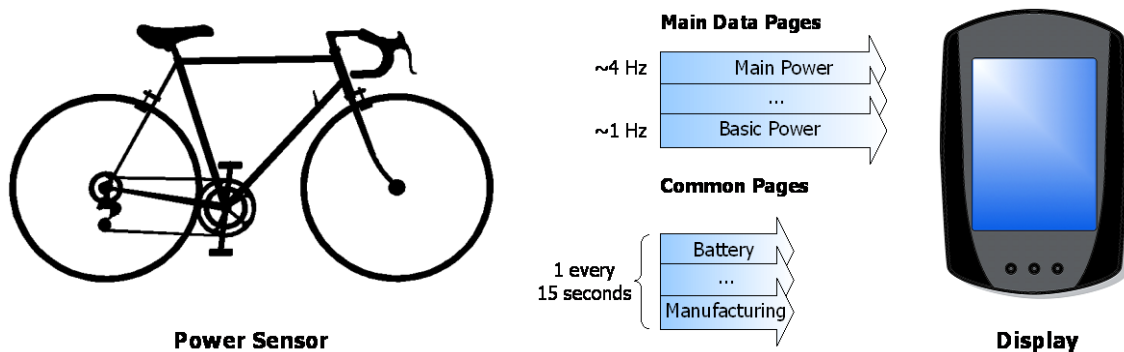 Main Data Pages
~4 Hz
Main Power
...
~1 Hz
Basic Power
Common Pages
1 every
15 seconds
Battery
...
Manufacturing
Power Sensor
Display